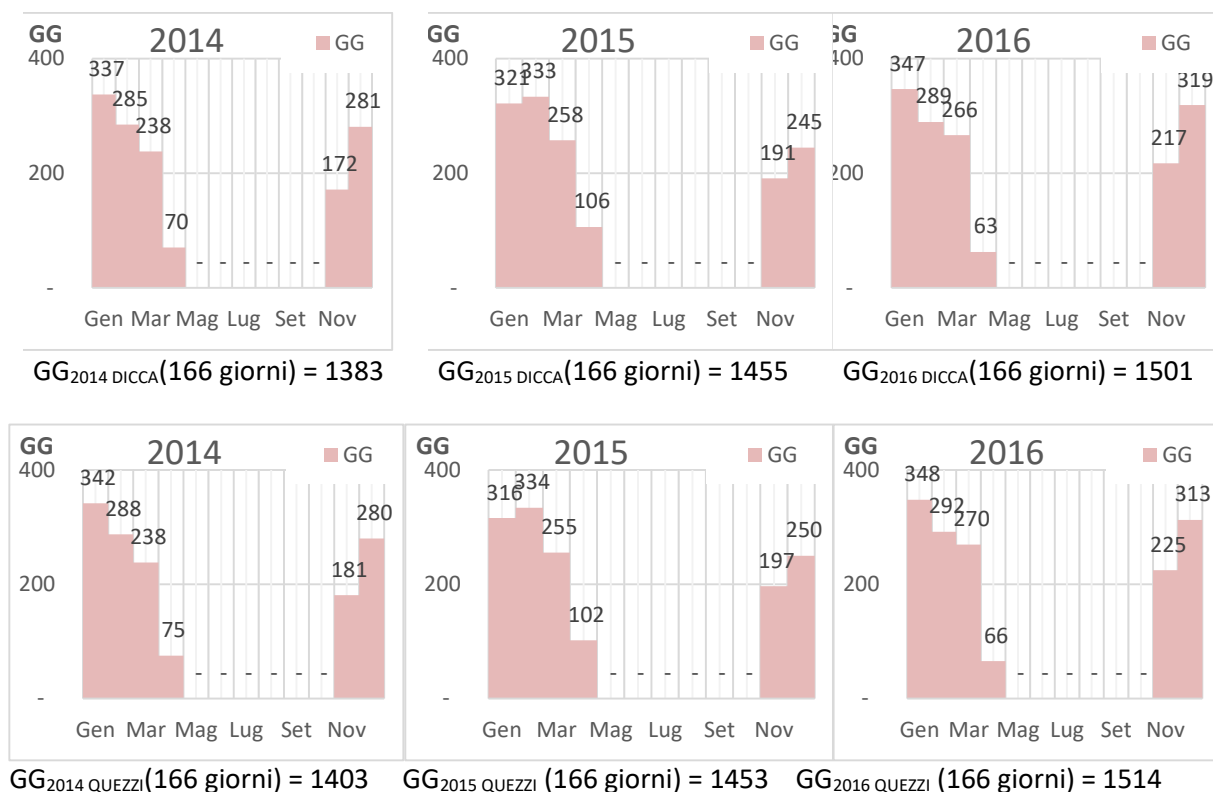 GG 2014 GG
400
337
285
238
281
200
172
70
- - - - - -
-
Gen Mar Mag Lug Set Nov
GG 2015 GG
400
321
333
258
245
200
191
106
- - - - - -
-
Gen Mar Mag Lug Set Nov
GG 2016 GG
400
347
289
266
319
200
217
63
- - - - - -
-
Gen Mar Mag Lug Set Nov
GG2014 DICCA(166 giorni) = 1383
GG2015 DICCA(166 giorni) = 1455
GG2016 DICCA(166 giorni) = 1501
GG 2014 GG
400
342
288
238
280
200
181
75
- - - - - -
-
Gen Mar Mag Lug Set Nov
GG 2015 GG
400
316
334
255
250
200
197
102
- - - - - -
-
Gen Mar Mag Lug Set Nov
GG 2016 GG
400
348
292
270
313
200
225
66
- - - - - -
-
Gen Mar Mag Lug Set Nov
GG2014 QUEZZI(166 giorni) = 1403
GG2015 QUEZZI (166 giorni) = 1453
GG2016 QUEZZI (166 giorni) = 1514